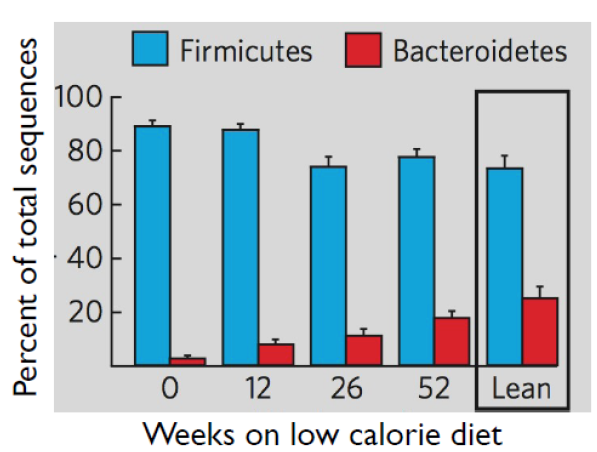 Firmicutes Bacteroidetes
Percent of total sequences
100
80
60
40
20
0 12 26 52 Lean
Weeks on low calorie diet